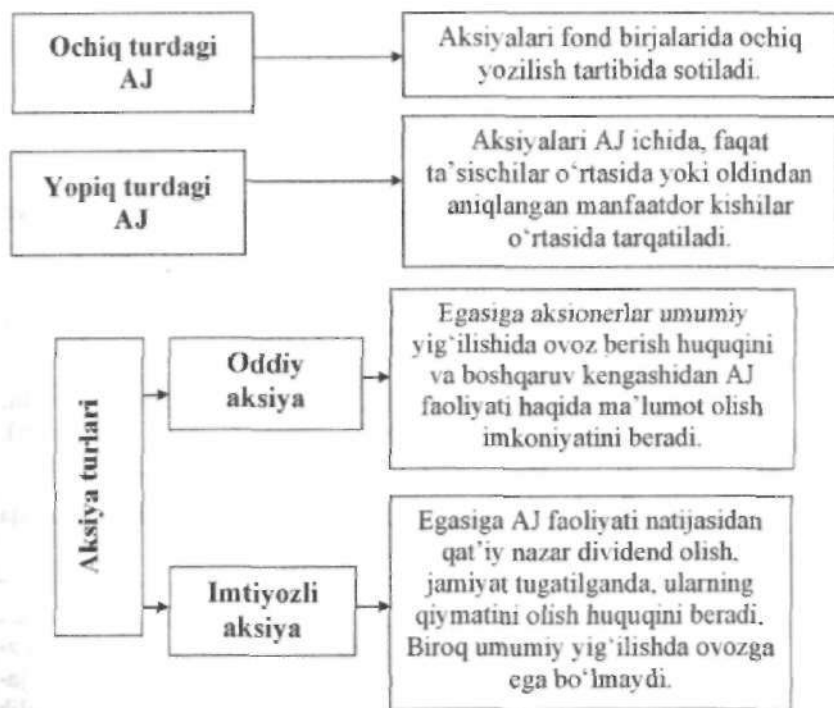 Ochiq turdagi
AJ
Aksiyalari fond birjalarida ochiq
yozilish tartibida sotiladi.
Yopiq turdagi
AJ
Aksiyalari AJ ichida, faqat
ta’sischilar o‘rtasida yoki oldindan
aniqlangan manfaatdor kishilar
o‘rtasida tarqatiladi.
Aksiya turlari
Oddiy
aksiya
Egasiga aksionerlar umumiy
yig‘ilishida ovoz berish huquqini
va boshqaruv kengashidan AJ
faoliyati haqida ma’lumot olish
imkoniyatini beradi.
Imtiyozli
aksiya
Egasiga AJ faoliyati natijasidan
qat’iy nazar dividend olish,
jamiyat tugatilganda, ularning
qiymatini olish huquqini beradi.
Biroq umumiy yig‘ilishda ovozga
ega bo‘lmaydi.